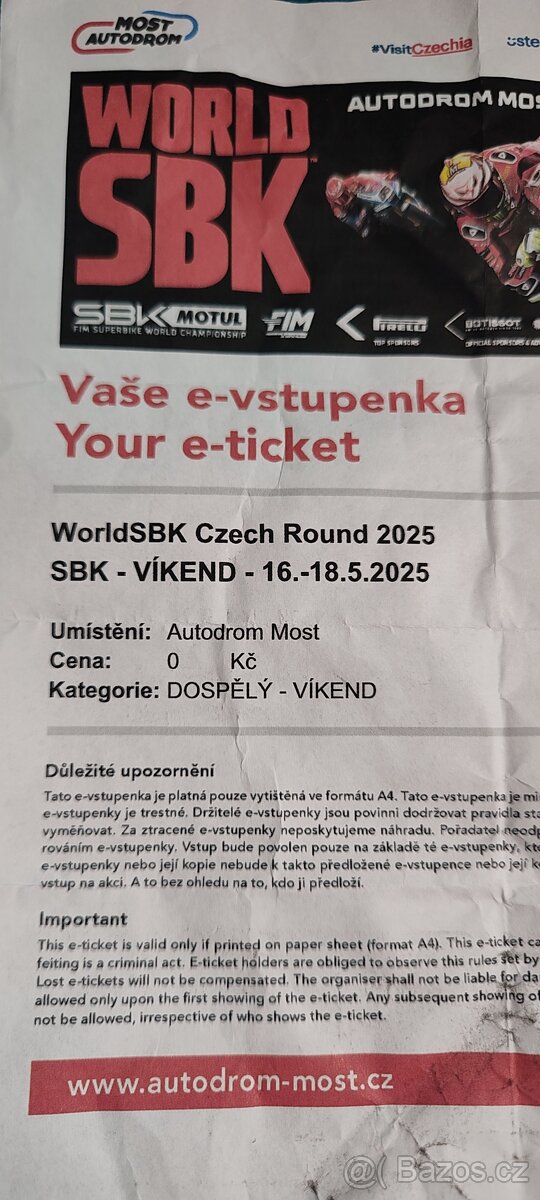 MOST
AUTODROM
#VisitCzechia
WORLD
SBK
AUTODROM MOS
SBK MOTUL
FIM SUPERBIKE WORLD CHAMPIONSHIP
FIM
PIRELLI
TOP SPONSORS
Vaše e-vstupenka
Your e-ticket
WorldSBK Czech Round 2025
SBK - VÍKEND - 16.-18.5.2025
Umístění: Autodrom Most
Cena: 0 Kč
Kategorie: DOSPĚLÝ - VÍKEND
Důležité upozornění
Tato e-vstupenka je platná pouze vytištěná ve formátu A4. Tato e-vstupenka je
e-vstupenky je trestné. Držitelé e-vstupenky jsou povinni dodržovat pravidla
vyměňovat. Za ztracené e-vstupenky neposkytujeme náhradu. Pořadatel
rováním e-vstupenky. Vstup bude povolen pouze na základě té e-vstupenky,
e-vstupenky nebo její kopie nebude k takto předložené e-vstupence nebo její
vstup na akci. A to bez ohledu na to, kdo ji předloží.
Important
This e-ticket is valid only if printed on paper sheet (format A4). This e-ticket ca
feiting is a criminal act. E-ticket holders are obliged to observe this rules set by
Lost e-tickets will not be compensated. The organiser shall not be liable for da
allowed only upon the first showing of the e-ticket. Any subsequent showing of
not be allowed, irrespective of who shows the e-ticket.
www.autodrom-most.cz
Bazos.cz